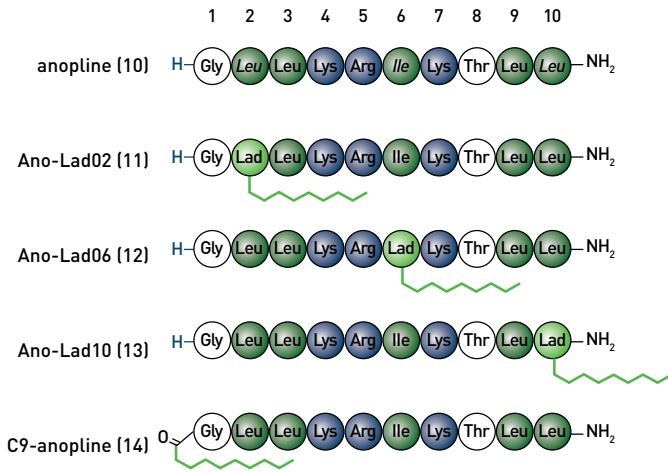 1 2 3 4 5 6 7 8 9 10
anopline (10) H Gly Leu Leu Lys Arg Ile Lys Thr Leu Leu NH2
Ano-Lad02 (11) H Gly Lad Leu Lys Arg Ile Lys Thr Leu Leu NH2
Ano-Lad06 (12) H Gly Leu Leu Lys Arg Lad Lys Thr Leu Leu NH2
Ano-Lad10 (13) H Gly Leu Leu Lys Arg Ile Lys Thr Leu Lad NH2
C9-anopline (14) O Gly Leu Leu Lys Arg Ile Lys Thr Leu Leu NH2